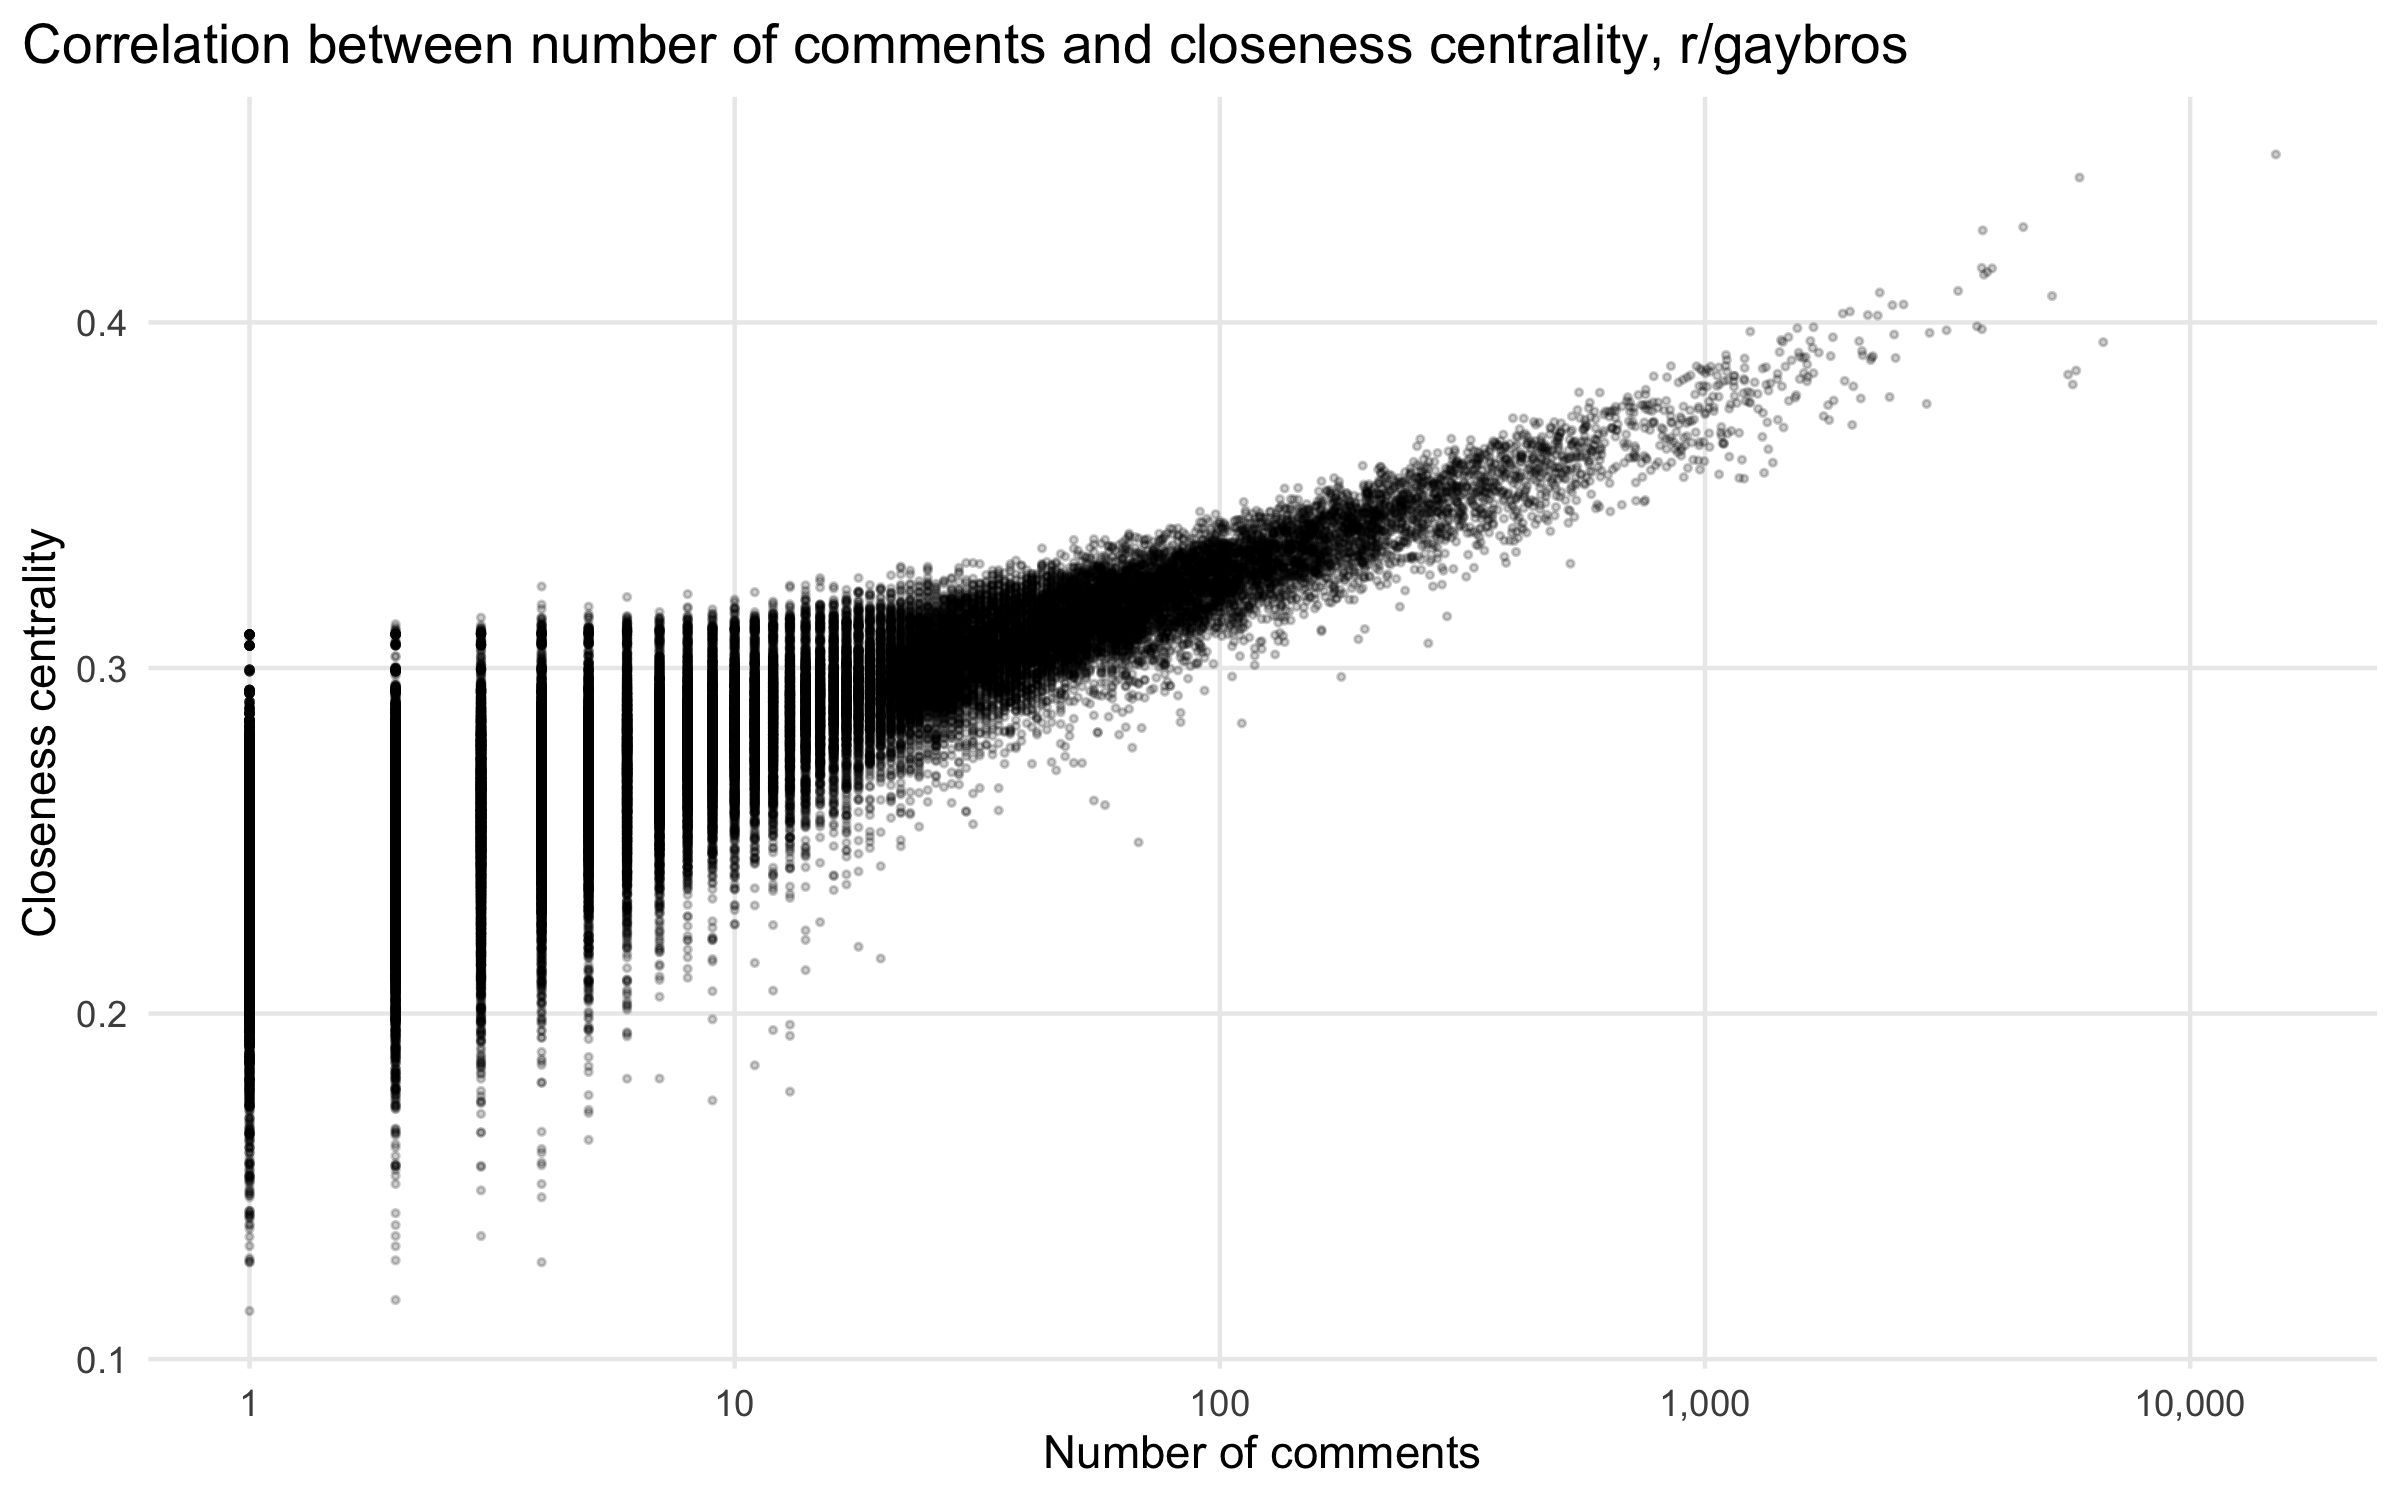 Correlation between number of comments and closeness centrality, r/gaybros
Closeness centrality
0.4
0.3
0.2
0.1
1 10 100 1,000 10,000
Number of comments